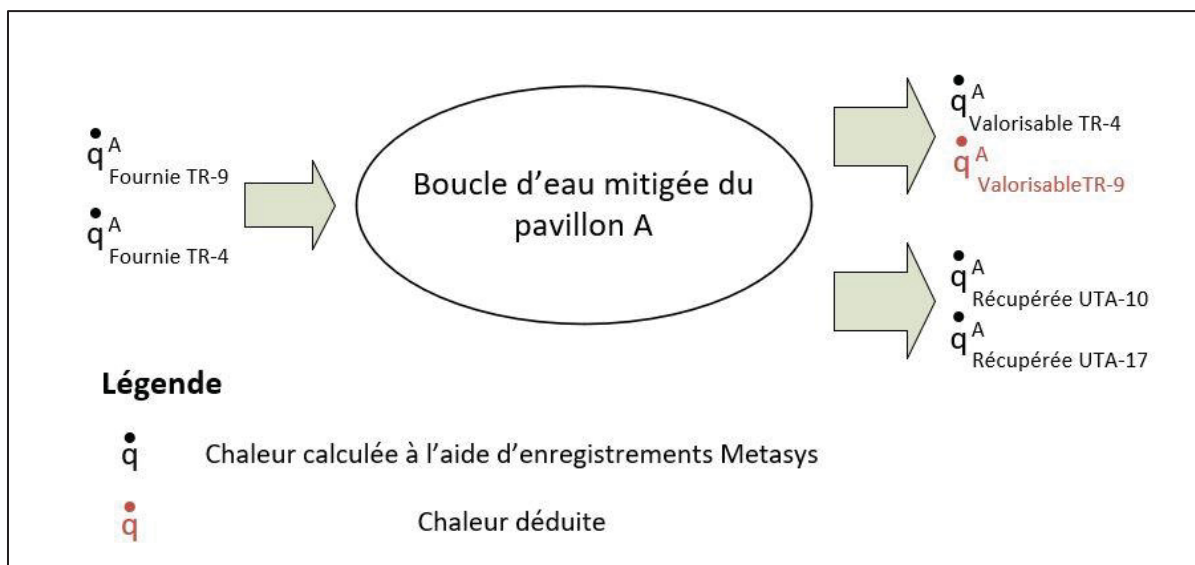 q̇ A
Fournie TR-9
q̇ A
Fournie TR-4
Boucle d'eau mitigée du
pavillon A
q̇ A
Valorisable TR-4
q̇ A
ValorisableTR-9
q̇ A
Récupérée UTA-10
q̇ A
Récupérée UTA-17
Légende
q̇ Chaleur calculée à l'aide d'enregistrements Metasys
q̇ Chaleur déduite